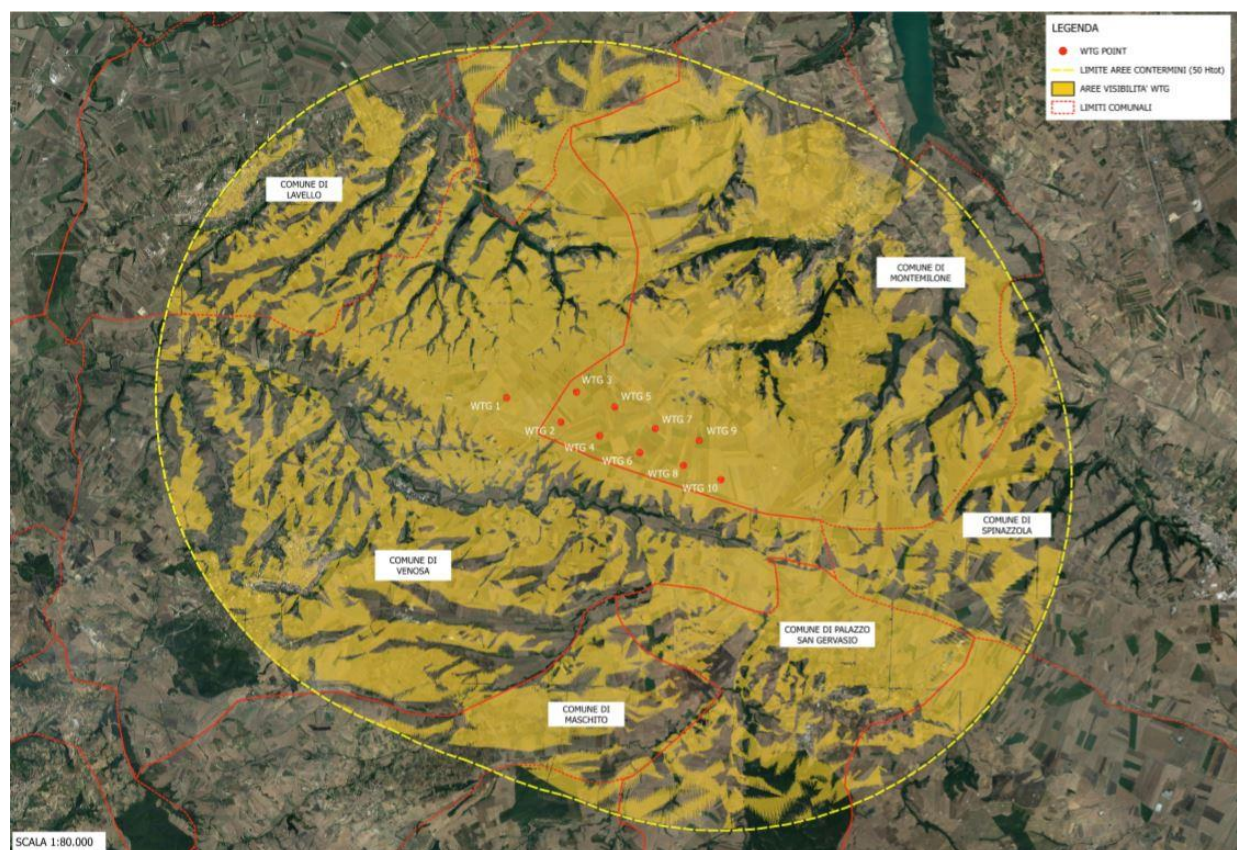 LEGENDA
WTG POINT
LIMITE AREE CONTERMINI (50 Htot)
AREE VISIBILITA' WTG
LIMITI COMUNALI
COMUNE DI
LAVELLO
COMUNE DI
MONTEMILONE
WTG 3
WTG 1
WTG 5
WTG 2
WTG 7
WTG 4
WTG 9
WTG 6
WTG 8
WTG 10
COMUNE DI
SPINAZZOLA
COMUNE DI
VENOSA
COMUNE DI PALAZZO
SAN GERVASIO
COMUNE DI
MASCHITO
SCALA 1:80.000